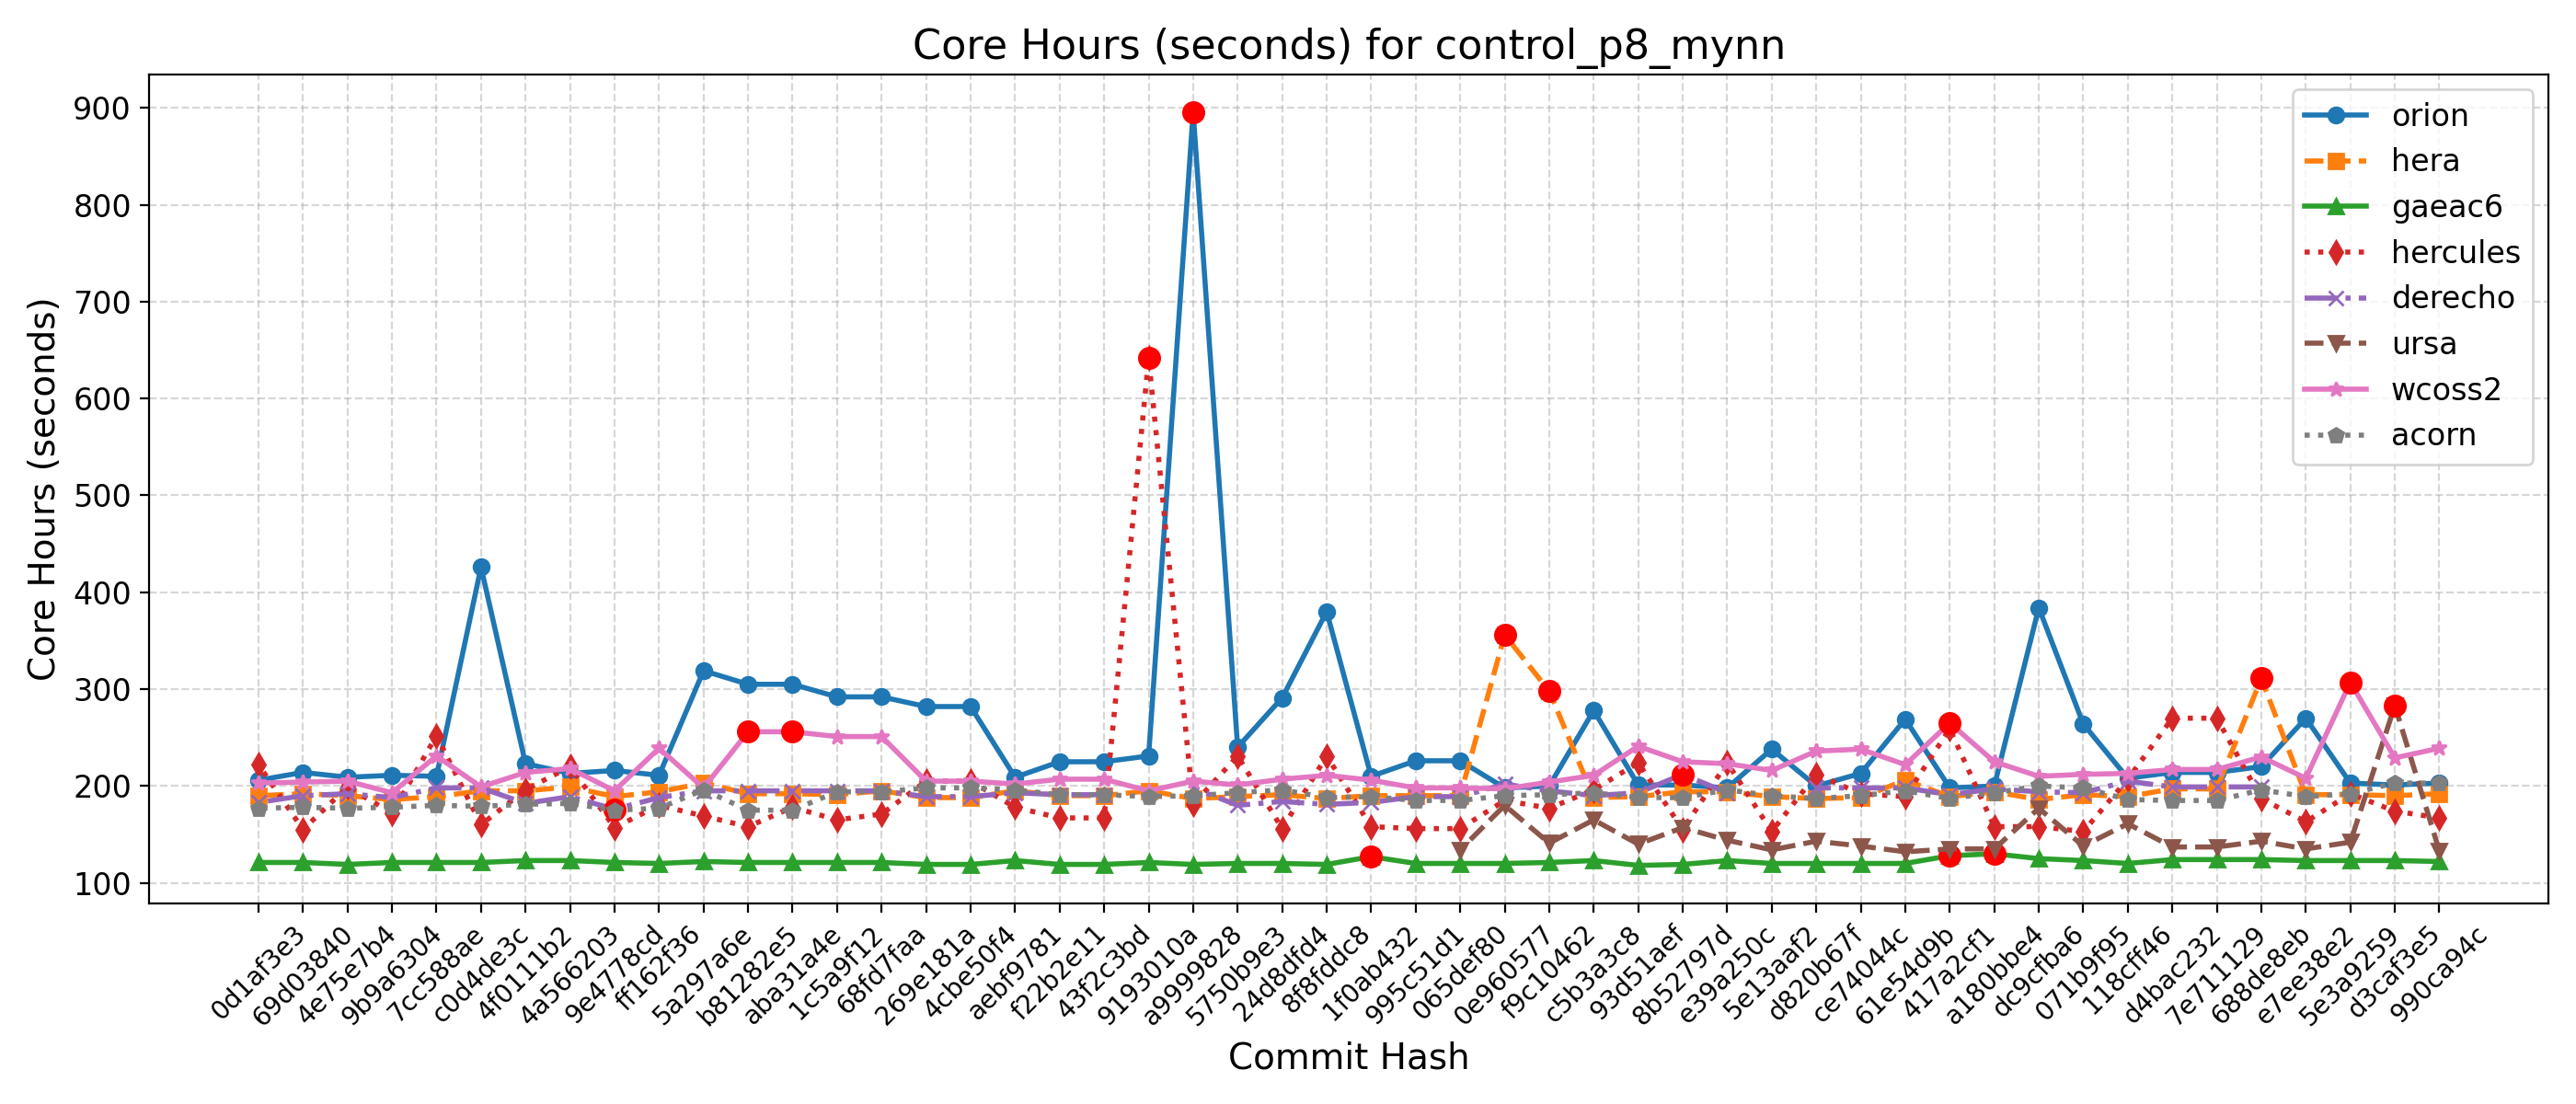 Core Hours (seconds) for control_p8_mynn
Core Hours (seconds)
900
800
700
600
500
400
300
200
100
orion
hera
gaeac6
hercules
derecho
ursa
wcoss2
acorn
0d1af3e3
69d03840
4e75e7b4
9b9a6304
7cc588ae
c0d4de3c
4f0111b2
4a566203
9e4778cd
ff162f36
5a297a6e
b81282e5
aba31a4e
1c5a9f12
68fd7faa
269e181a
4cbe50f4
aebf9781
f22b2e11
43f2c3bd
9193010a
a9999828
5750b9e3
24d8dfd4
8f8fddc8
1f0ab432
995c51d1
065def80
0e960577
f9c10462
c5b3a3c8
93d51aef
8b52797d
e39a250c
5e13aaf2
d820b67f
ce74044c
61e54d9b
417a2cf1
a180bbe4
dc9cfba6
071b9f95
118cff46
d4bac232
7e711129
688de8eb
e7ee38e2
5e3a9259
d3caf3e5
990ca94c
Commit Hash